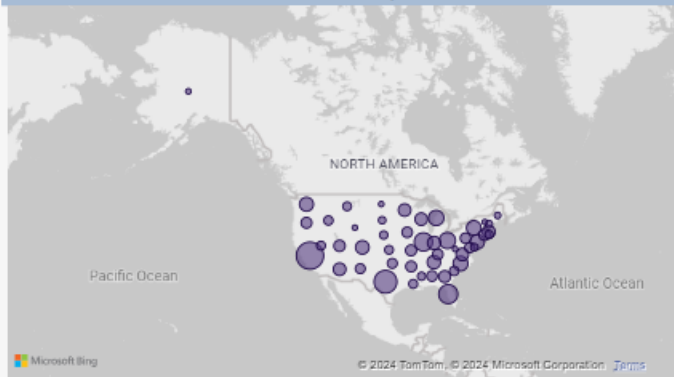 NORTH AMERICA
Pacific Ocean
Atlantic Ocean
Microsoft Bing
© 2024 TomTom, © 2024 Microsoft Corporation Terms